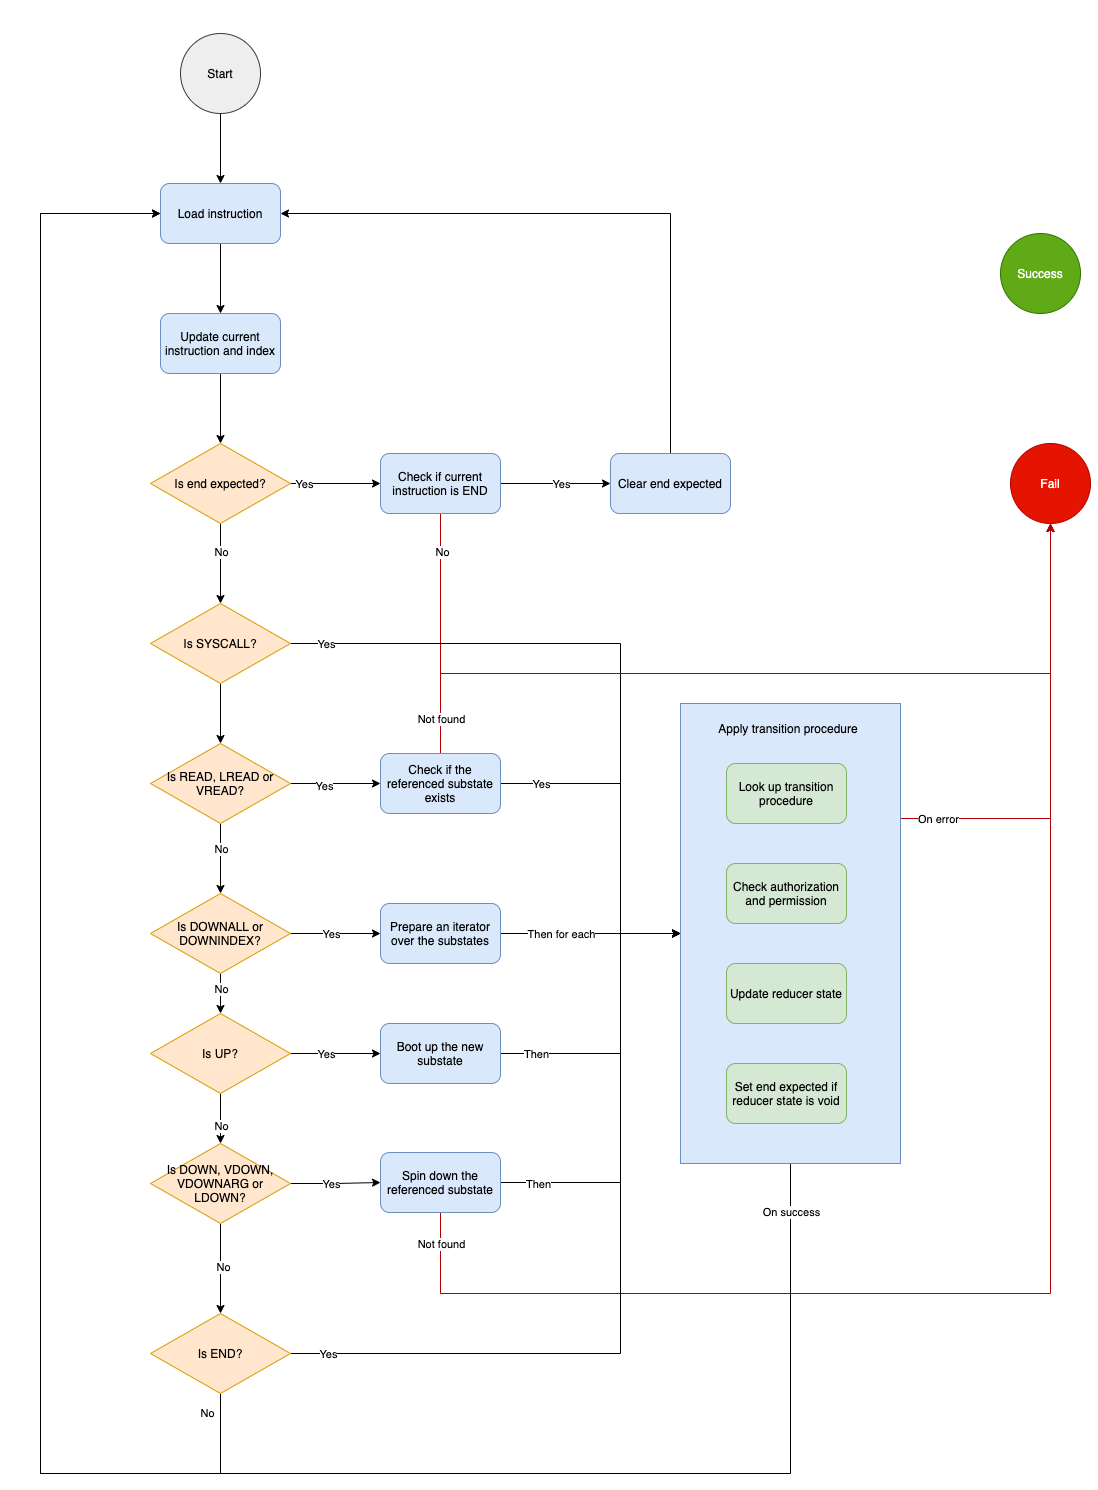 Start
Load instruction
Success
Update current
instruction and index
Is end expected?
Yes
Check if current
instruction is END
Yes
Clear end expected
Fail
No
No
Is SYSCALL?
Yes
Not found
Apply transition procedure
Is READ, LREAD or
VREAD?
Yes
Check if the
referenced substate
exists
Yes
Look up transition
procedure
On error
No
Check authorization
and permission
Is DOWNALL or
DOWNINDEX?
Yes
Prepare an iterator
over the substates
Then for each
No
Update reducer state
Is UP?
Yes
Boot up the new
substate
Then
Set end expected if
reducer state is void
No
Is DOWN, VDOWN,
VDOWNARG or
LDOWN?
Yes
Spin down the
referenced substate
Then
On success
Not found
No
Is END?
Yes
No